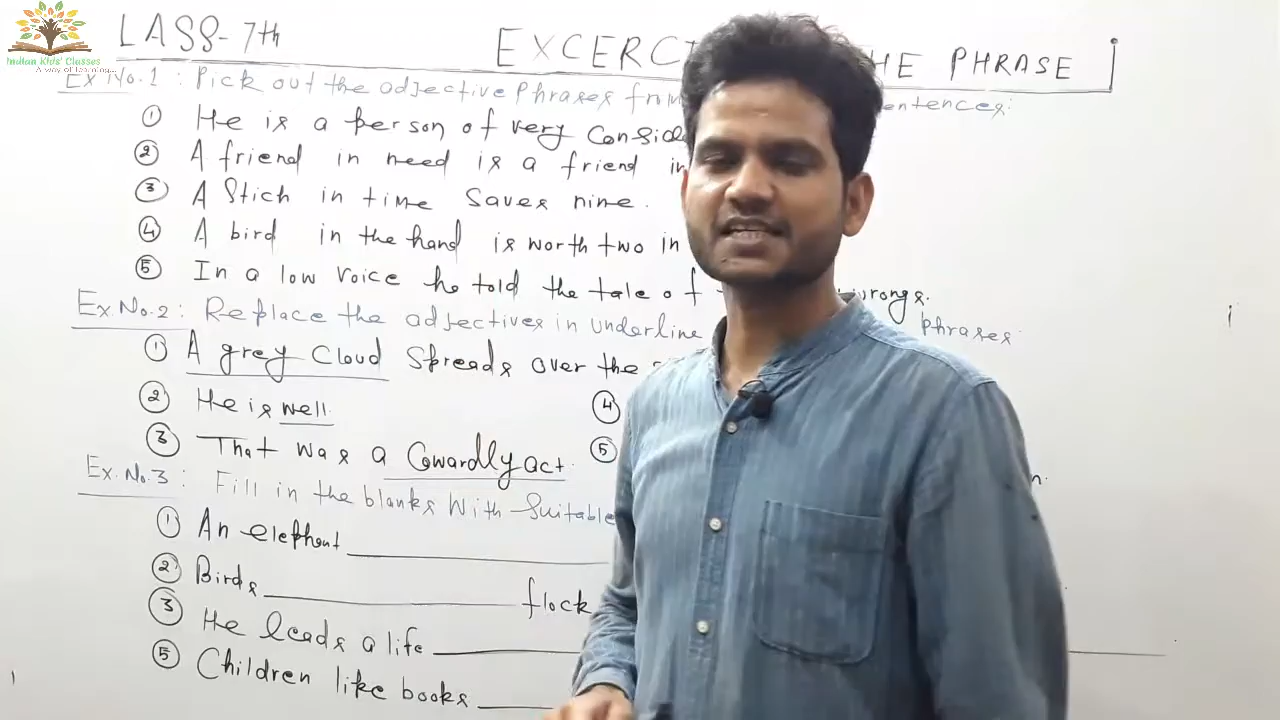 Indian Kids' Classes
A way of learning...
LASS-7th
EXCERC HE PHRASE
Ex No.1 : Pick out the adjective Phrases from entences:
① He is a person of very Consid
② A friend in need is a friend in
③ A Stich in time Saves nine.
④ A bird in the hand is worth two in
⑤ In a low voice he told the tale of wrongs.
Ex.No.2 : Replace the adjectives in underline phrases
① A grey Cloud Spreads over the
② He is well
④
③ That was a Cowardly act.
⑤ n.
Ex.No.3 : Fill in the blanks With Suitable
① An elephant
② Birds flock
③ He leads a life
⑤ Children like books